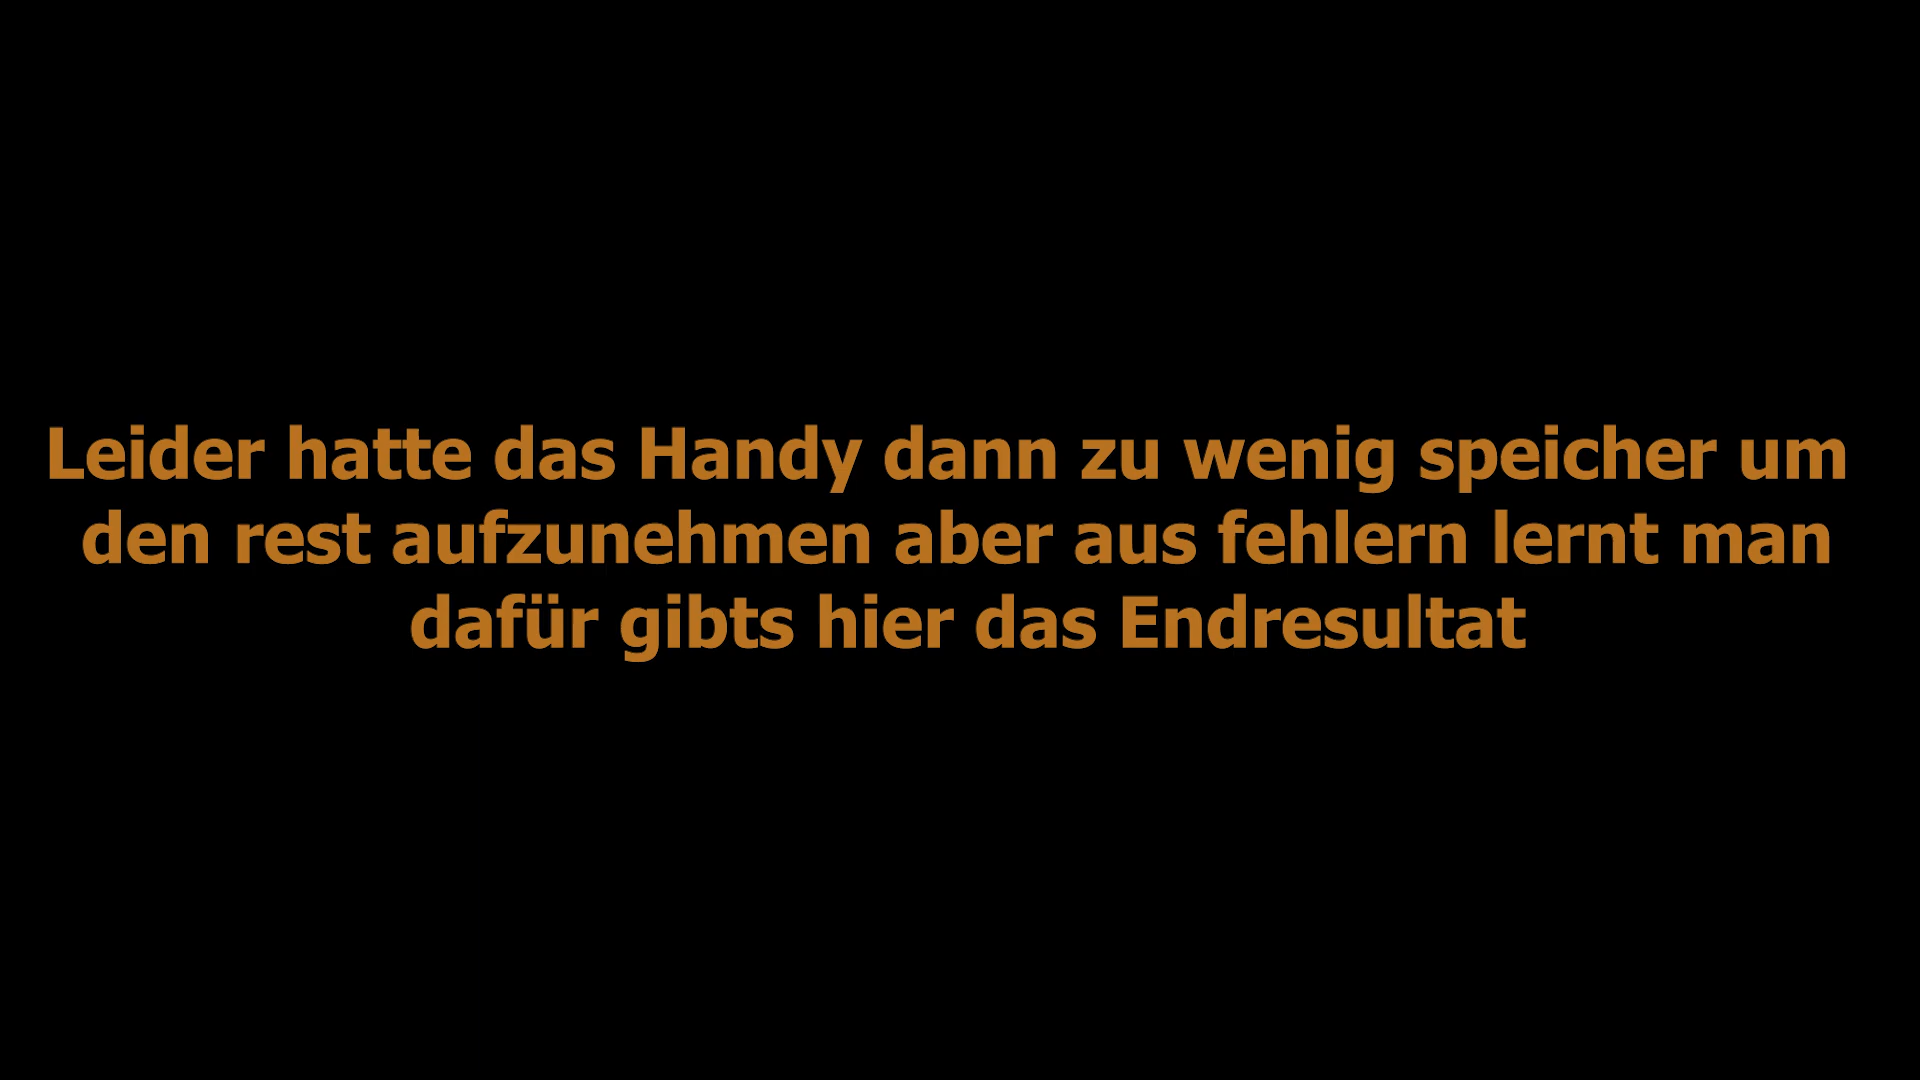 Leider hatte das Handy dann zu wenig speicher um
den rest aufzunehmen aber aus fehlern lernt man
dafür gibts hier das Endresultat